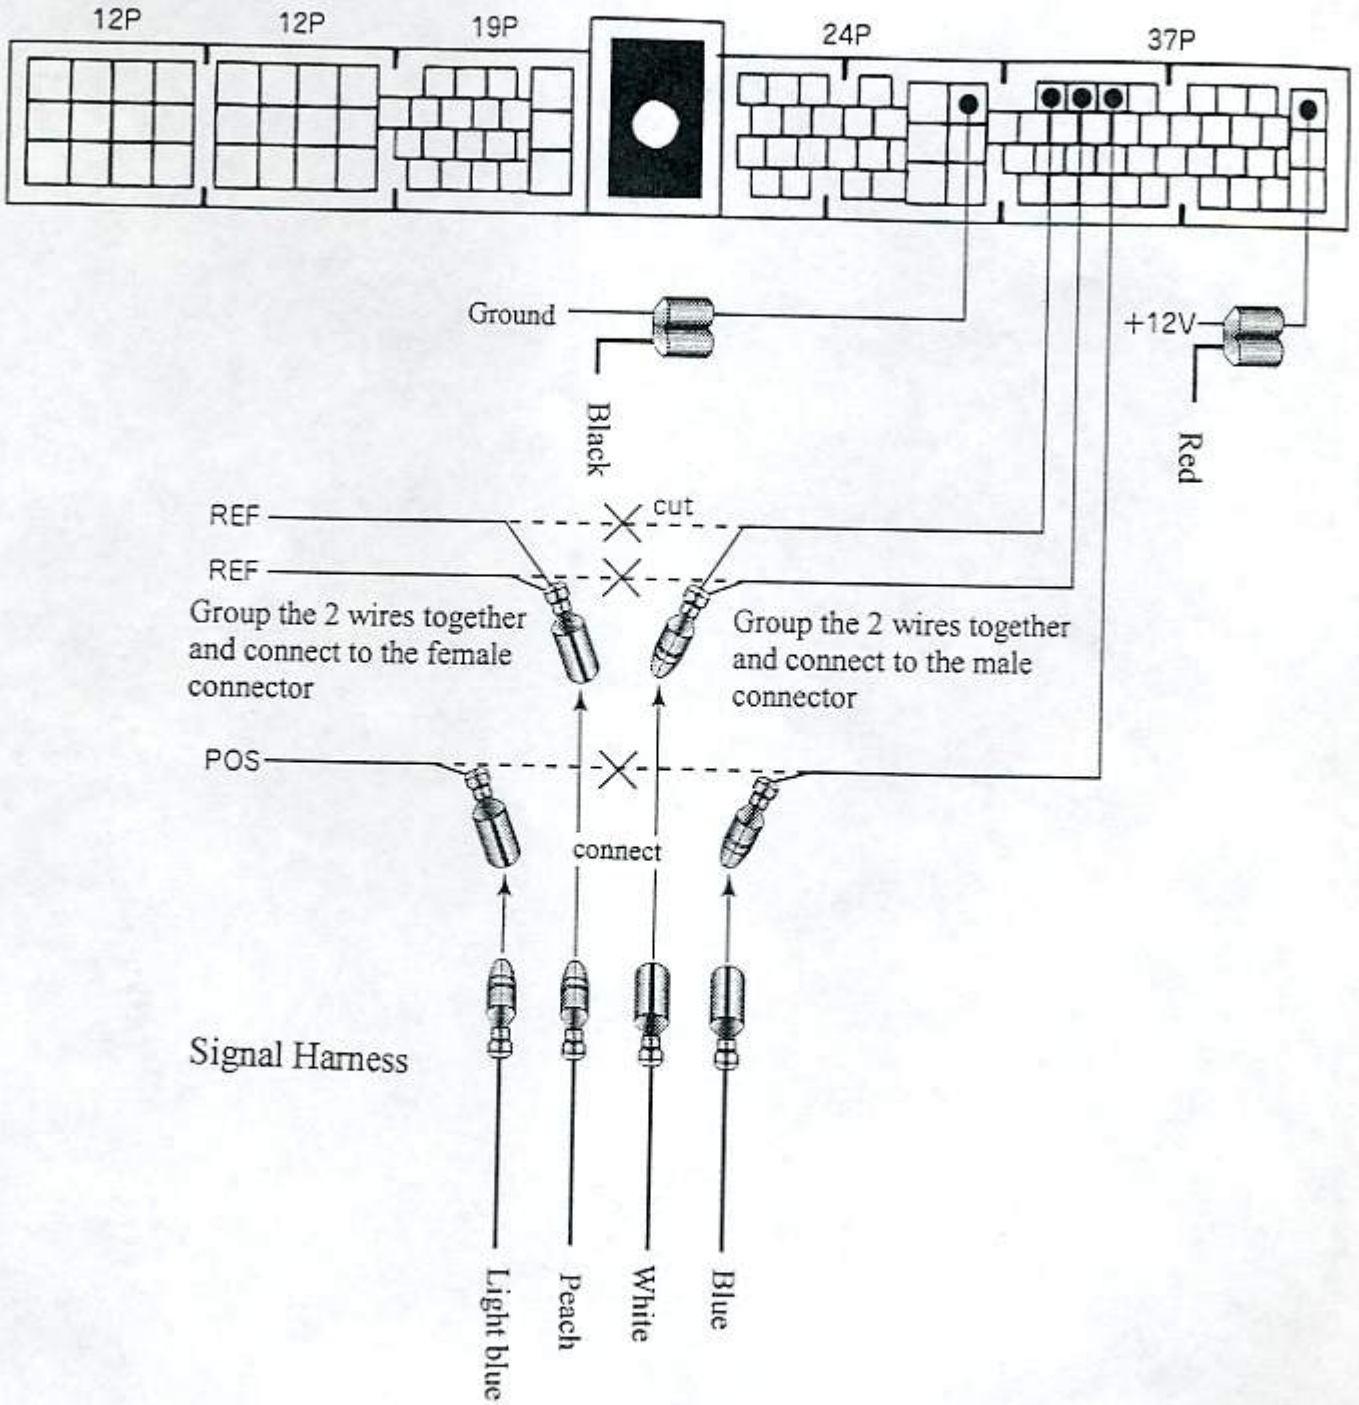 12P
12P
19P
24P
37P
Ground
+12V
Black
Red
REF
cut
REF
Group the 2 wires together
and connect to the female
connector
Group the 2 wires together
and connect to the male
connector
POS
connect
Signal Harness
Light blue
Peach
White
Blue